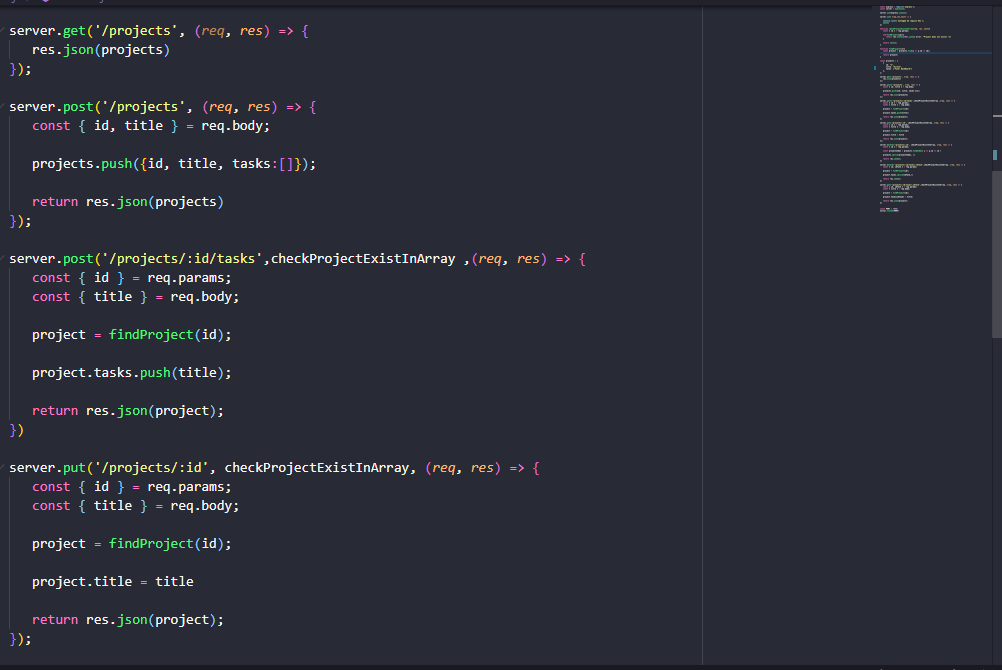 server.get('/projects', (req, res) => {
res.json(projects)
});
server.post('/projects', (req, res) => {
const { id, title } = req.body;
projects.push({id, title, tasks:[]});
return res.json(projects)
});
server.post('/projects/:id/tasks',checkProjectExistInArray ,(req, res) => {
const { id } = req.params;
const { title } = req.body;
project = findProject(id);
project.tasks.push(title);
return res.json(project);
})
server.put('/projects/:id', checkProjectExistInArray, (req, res) => {
const { id } = req.params;
const { title } = req.body;
project = findProject(id);
project.title = title
return res.json(project);
});